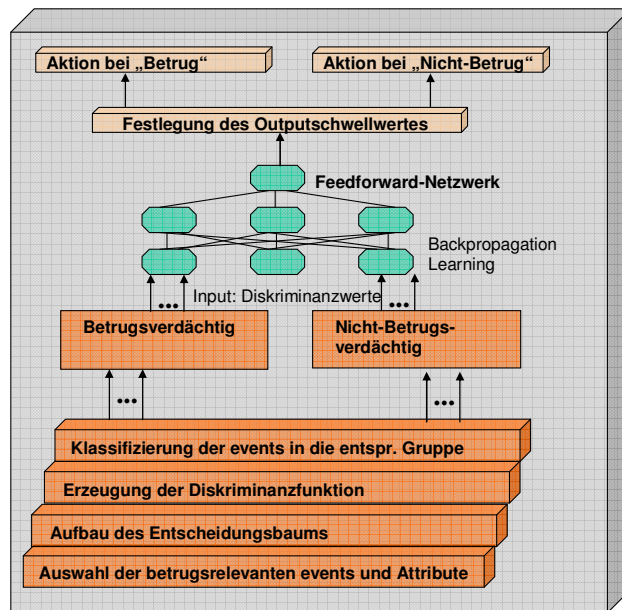 Aktion bei „Betrug“
Aktion bei „Nicht-Betrug“
Festlegung des Outputschwellwertes
Feedforward-Netzwerk
Backpropagation
Learning
Input: Diskriminanzwerte
...
...
Betrugsverdächtig
Nicht-Betrugs-
verdächtig
...
...
Klassifizierung der events in die entspr. Gruppe
Erzeugung der Diskriminanzfunktion
Aufbau des Entscheidungsbaums
Auswahl der betrugsrelevanten events und Attribute